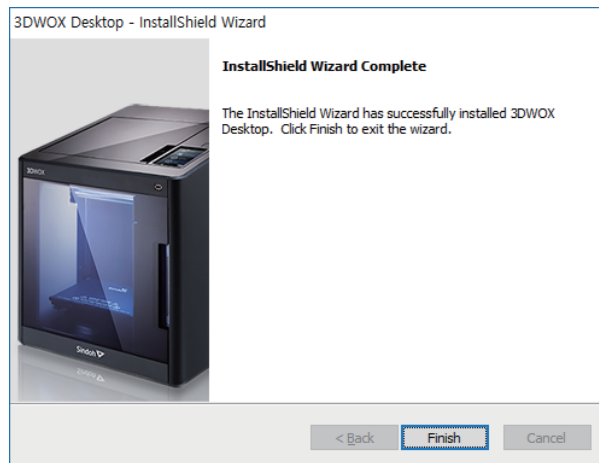 3DWOX Desktop - InstallShield Wizard
InstallShield Wizard Complete
The InstallShield Wizard has successfully installed 3DWOX
Desktop. Click Finish to exit the wizard.
3DWOX
Sindoh
< Back
Finish
Cancel